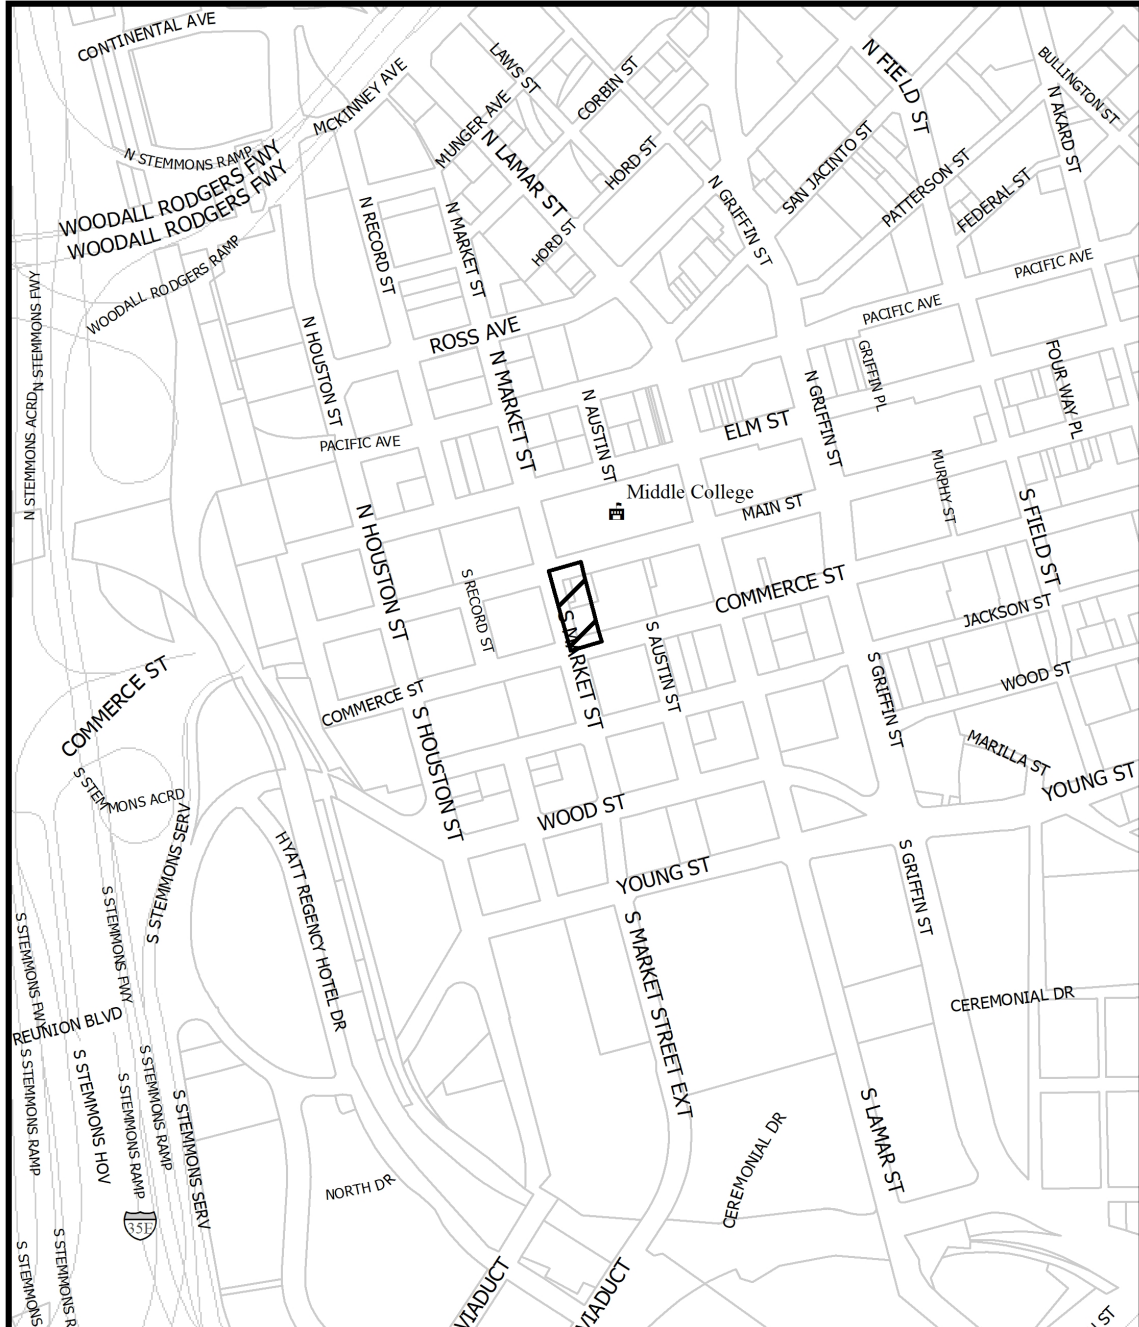 CONTINENTAL AVE
LAWS ST
N FIELD ST
BULLINGTON ST
MCKINNEY AVE
CORBIN ST
MUNGER AVE
N AKARD ST
N STEMMONS RAMP
N LAMAR ST
HORD ST
SAN JACINTO ST
PATTERSON ST
FEDERAL ST
WOODALL RODGERS FWY
WOODALL RODGERS FWY
N RECORD ST
N MARKET ST
HORD ST
N GRIFFIN ST
WOODALL RODGERS RAMP
PACIFIC AVE
N STEMMONS FWY
PACIFIC AVE
N HOUSTON ST
ROSS AVE
GRIFFIN PL
FOUR WAY PL
N STEMMONS ACRD
N MARKET ST
N AUSTIN ST
N GRIFFIN ST
ELM ST
PACIFIC AVE
MURPHY ST
Middle College
MAIN ST
S FIELD ST
N HOUSTON ST
S RECORD ST
COMMERCE ST
JACKSON ST
S MARKET ST
S AUSTIN ST
COMMERCE ST
COMMERCE ST
S GRIFFIN ST
WOOD ST
S HOUSTON ST
MARILLA ST
YOUNG ST
S STEMMONS ACRD
WOOD ST
S STEMMONS SERV
HYATT REGENCY HOTEL DR
YOUNG ST
S GRIFFIN ST
S STEMMONS FWY
S STEMMONS FWY
S MARKET STREET EXT
CEREMONIAL DR
REUNION BLVD
S STEMMONS RAMP
S STEMMONS HOV
S STEMMONS RAMP
S STEMMONS RAMP
S STEMMONS SERV
S LAMAR ST
CEREMONIAL DR
NORTH DR
35E
S STEMMONS
S STEMMONS R
VIADUCT
VIADUCT
ST